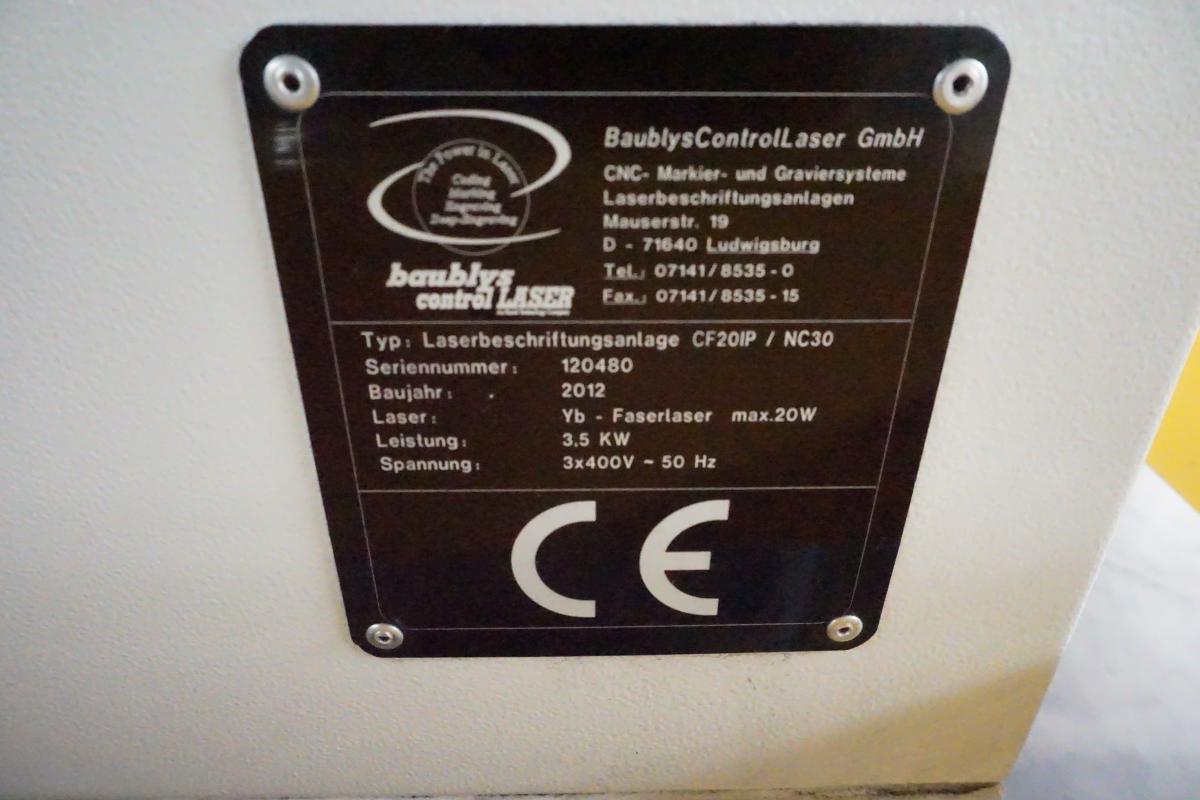 The Power in Laser
Coding
Marking
Engraving
Deep-Engraving
baublys
control LASER
BaublysControlLaser GmbH
CNC- Markier- und Graviersysteme
Laserbeschriftungsanlagen
Mauserstr. 19
D - 71640 Ludwigsburg
Tel.: 07141/8535-0
Fax.: 07141/8535-15
Typ: Laserbeschriftungsanlage CF20IP / NC30
Seriennummer: 120480
Baujahr: 2012
Laser: Yb - Faserlaser max.20W
Leistung: 3,5 KW
Spannung: 3x400V ~ 50 Hz
CE